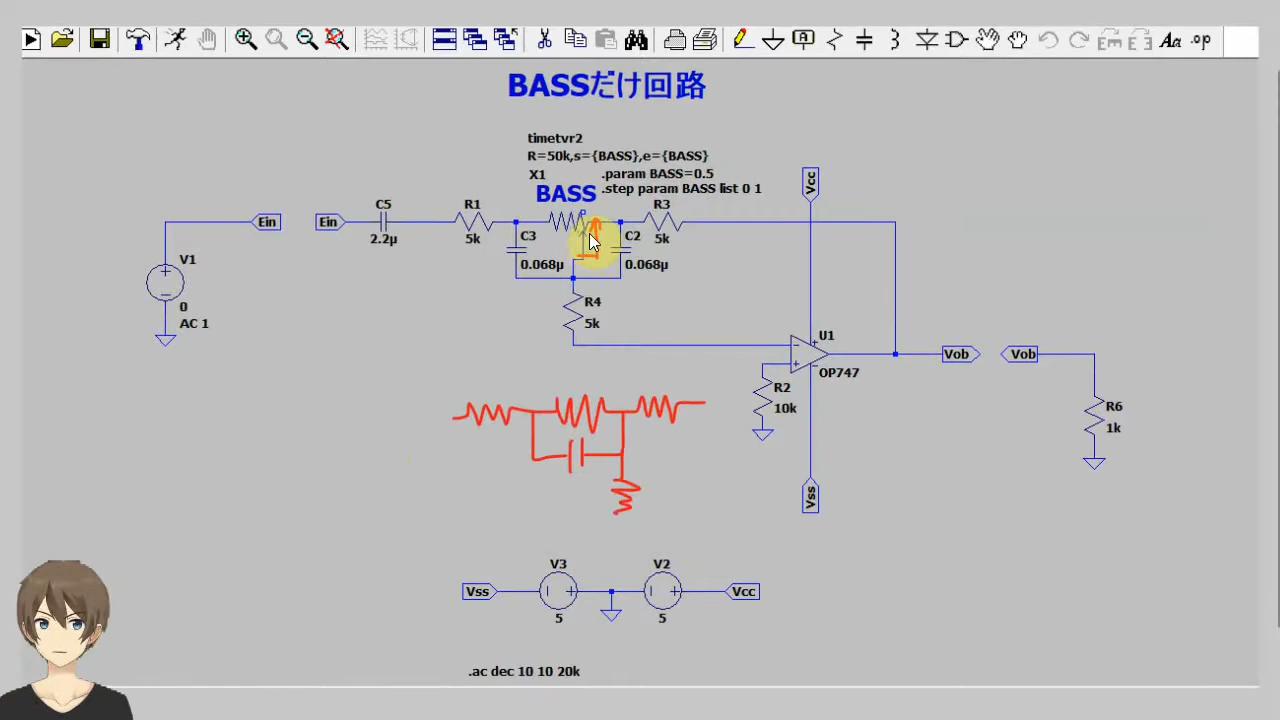 Aa .op
BASSだけ回路
timetvr2
R=50k,s={BASS},e={BASS}
X1
.param BASS=0.5
.step param BASS list 0 1
BASS
Vcc
Ein
Ein
C5
2.2µ
R1
5k
R3
5k
C3
0.068µ
C2
0.068µ
V1
0
AC 1
R4
5k
U1
OP747
Vob
Vob
R2
10k
R6
1k
Vss
V3
V2
Vss
Vcc
5
5
.ac dec 10 10 20k